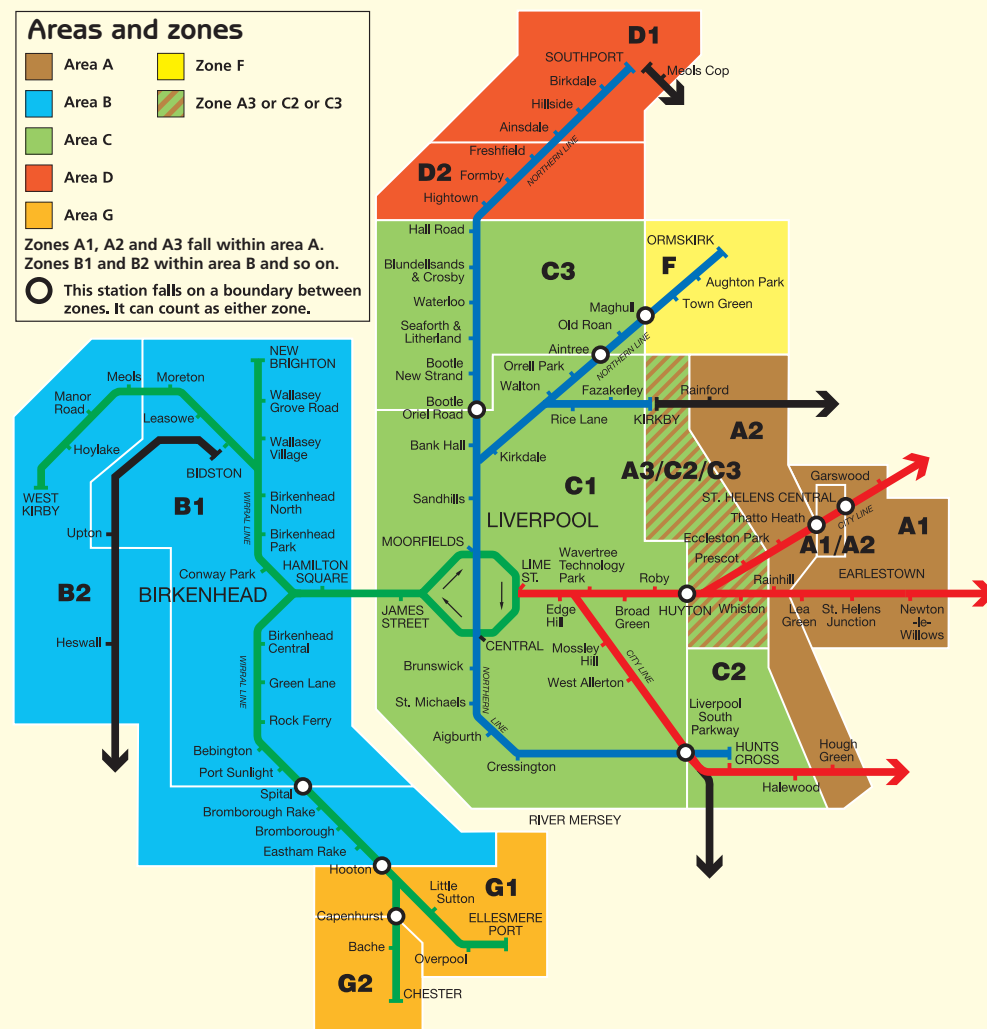 Areas and zones
Area A
Zone F
Area B
Zone A3 or C2 or C3
Area C
Area D
Area G
Zones A1, A2 and A3 fall within area A.
Zones B1 and B2 within area B and so on.
This station falls on a boundary between
zones. It can count as either zone.
D1
SOUTHPORT
Meols Cop
Birkdale
Hillside
Ainsdale
NORTHERN LINE
Freshfield
D2
Formby
Hightown
Hall Road
Blundellsands
& Crosby
Waterloo
Seaforth &
Litherland
Bootle
New Strand
Bootle
Oriel Road
Bank Hall
Sandhills
MOORFIELDS
C3
ORMSKIRK
F
Aughton Park
Town Green
Maghull
Old Roan
Aintree
NORTHERN LINE
Orrell Park
Walton
Fazakerley
Rice Lane
KIRKBY
Kirkdale
Rainford
A2
A3/C2/C3
C1
LIVERPOOL
Garswood
ST. HELENS CENTRAL
CITY LINE
Thatto Heath
A1
Eccleston Park
A1/A2
Prescot
Rainhill
EARLESTOWN
LIME
ST.
Wavertree
Technology
Park
Roby
Edge
Hill
Broad
Green
HUYTON
Whiston
Lea
Green
St. Helens
Junction
Newton
-le-
Willows
Mossley
Hill
CITY LINE
West Allerton
C2
Liverpool
South
Parkway
HUNTS
CROSS
Hough
Green
Halewood
JAMES
STREET
CENTRAL
Brunswick
NORTHERN
LINE
St. Michaels
Aigburth
Cressington
RIVER MERSEY
NEW
BRIGHTON
Meols
Moreton
Manor
Road
Leasowe
Wallasey
Grove Road
Hoylake
BIDSTON
Wallasey
Village
WEST
KIRBY
B1
WIRRAL LINE
Birkenhead
North
Upton
Birkenhead
Park
Conway Park
HAMILTON
SQUARE
B2
BIRKENHEAD
Heswall
Birkenhead
Central
WIRRAL LINE
Green Lane
Rock Ferry
Bebington
Port Sunlight
Spital
Bromborough Rake
Bromborough
Eastham Rake
Hooton
Little
Sutton
G1
Capenhurst
ELLESMERE
PORT
Bache
Overpool
G2
CHESTER